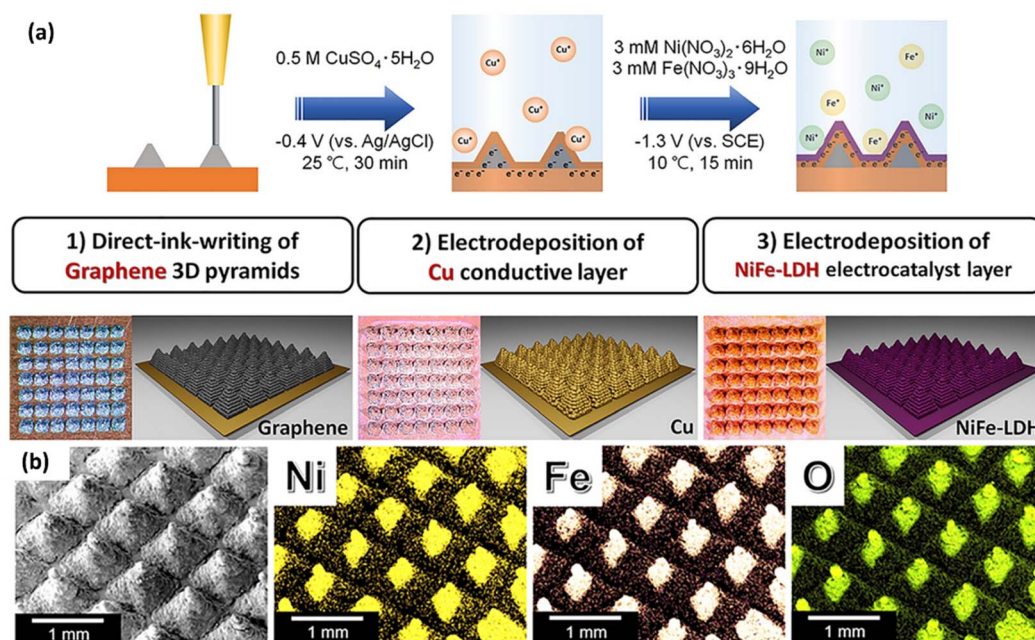 (a)
0.5 M CuSO₄·5H₂O
-0.4 V (vs. Ag/AgCl)
25 ℃, 30 min
Cu⁺
Cu⁺
Cu⁺
Cu⁺
Cu⁺
e⁻
3 mM Ni(NO₃)₂·6H₂O
3 mM Fe(NO₃)₃·9H₂O
-1.3 V (vs. SCE)
10 ℃, 15 min
Ni⁺
Fe⁺
Ni⁺
Fe⁺
Ni⁺
Ni⁺
Fe⁺
e⁻
1) Direct-ink-writing of
Graphene 3D pyramids
2) Electrodeposition of
Cu conductive layer
3) Electrodeposition of
NiFe-LDH electrocatalyst layer
Graphene
Cu
NiFe-LDH
(b)
Ni
Fe
O
1 mm
1 mm
1 mm
1 mm